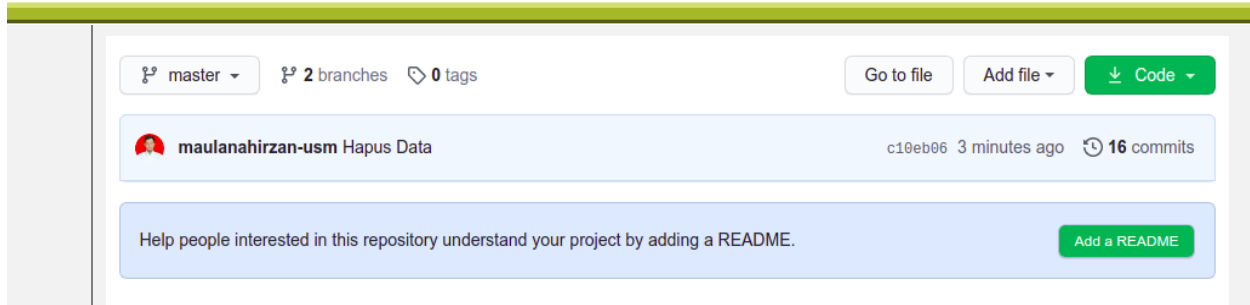 master 2 branches 0 tags Go to file Add file Code
maulanahirzan-usm Hapus Data c10eb06 3 minutes ago 16 commits
Help people interested in this repository understand your project by adding a README. Add a README